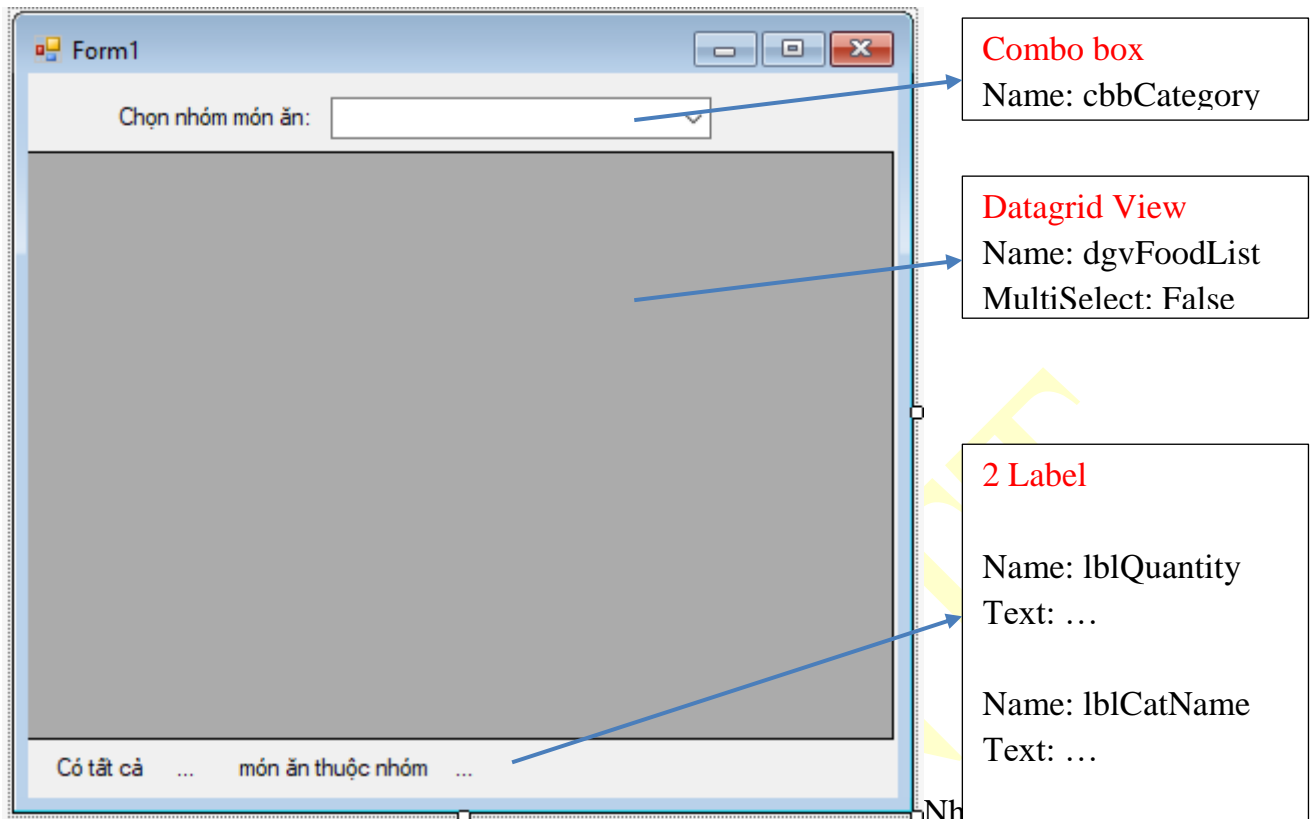 Form1
Chọn nhóm món ăn:
Có tất cả ... món ăn thuộc nhóm ...
Combo box
Name: cbbCategory
Datagrid View
Name: dgvFoodList
MultiSelect: False
2 Label
Name: lblQuantity
Text: …
Name: lblCatName
Text: …
Nh